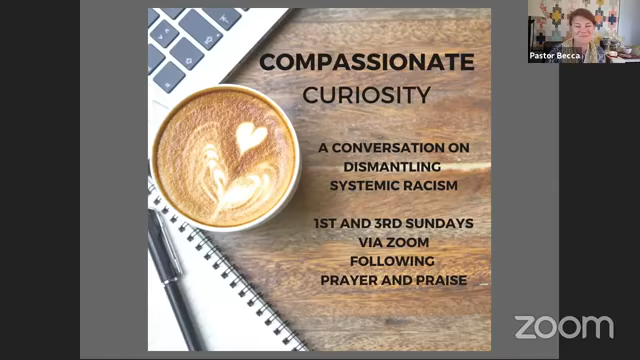 Pastor Becca
COMPASSIONATE
CURIOSITY
A CONVERSATION ON
DISMANTLING
SYSTEMIC RACISM
1ST AND 3RD SUNDAYS
VIA ZOOM
FOLLOWING
PRAYER AND PRAISE
zoom